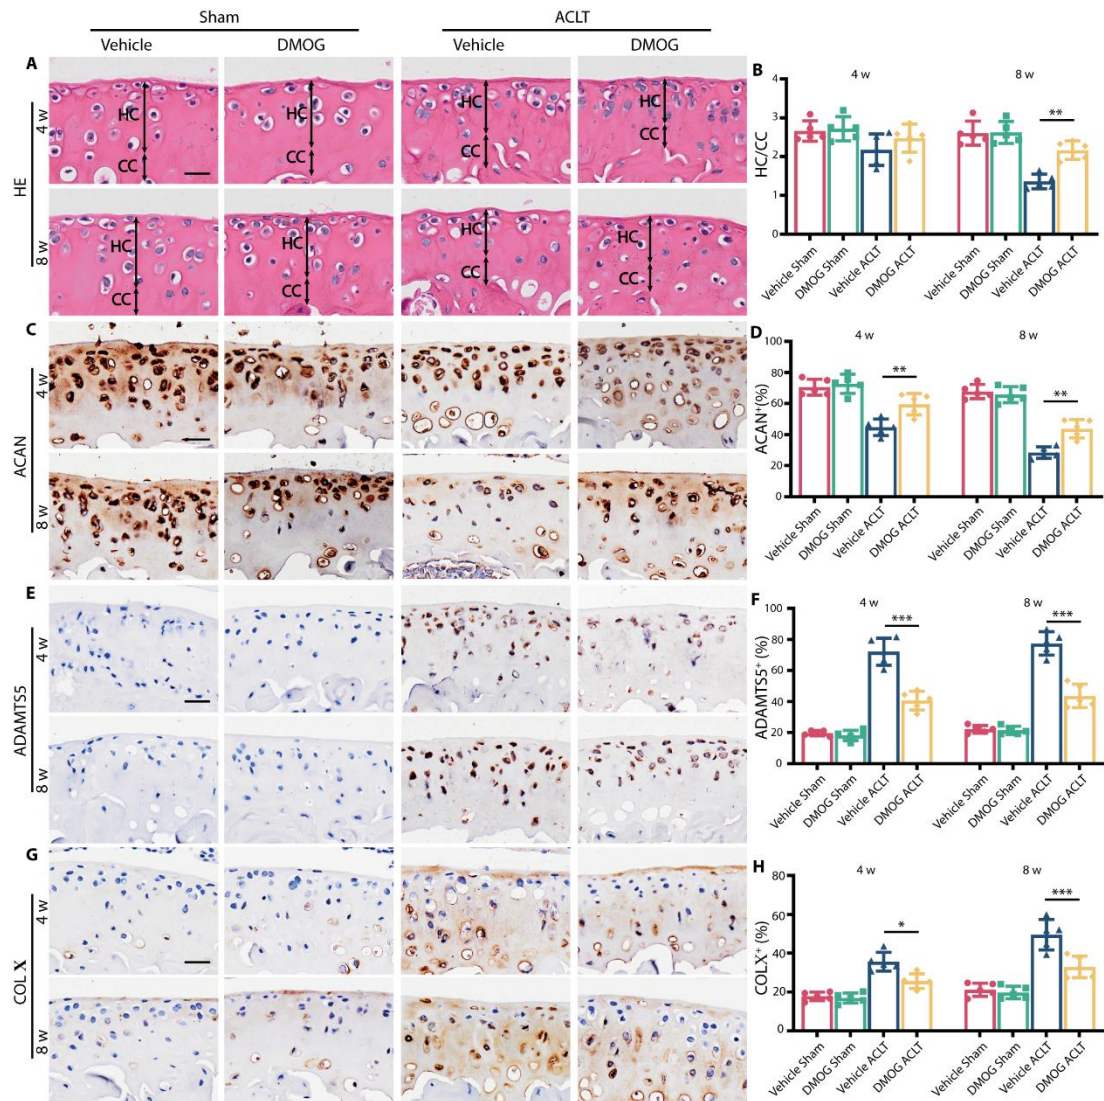 Sham
ACLT
Vehicle
DMOG
Vehicle
DMOG
A
HE
4 w
HC
CC
HC
CC
HC
CC
HC
CC
8 w
HC
CC
HC
CC
HC
CC
HC
CC
B
4 w
8 w
HC/CC
4
3
2
1
0
**
Vehicle Sham
DMOG Sham
Vehicle ACLT
DMOG ACLT
Vehicle Sham
DMOG Sham
Vehicle ACLT
DMOG ACLT
C
ACAN
4 w
8 w
D
4 w
8 w
ACAN⁺(%)
100
80
60
40
20
0
**
**
Vehicle Sham
DMOG Sham
Vehicle ACLT
DMOG ACLT
Vehicle Sham
DMOG Sham
Vehicle ACLT
DMOG ACLT
E
ADAMTS5
4 w
8 w
F
4 w
8 w
ADAMTS5⁺ (%)
100
80
60
40
20
0
***
***
Vehicle Sham
DMOG Sham
Vehicle ACLT
DMOG ACLT
Vehicle Sham
DMOG Sham
Vehicle ACLT
DMOG ACLT
G
COL X
4 w
8 w
H
4 w
8 w
COLX⁺ (%)
80
60
40
20
0
*
***
Vehicle Sham
DMOG Sham
Vehicle ACLT
DMOG ACLT
Vehicle Sham
DMOG Sham
Vehicle ACLT
DMOG ACLT